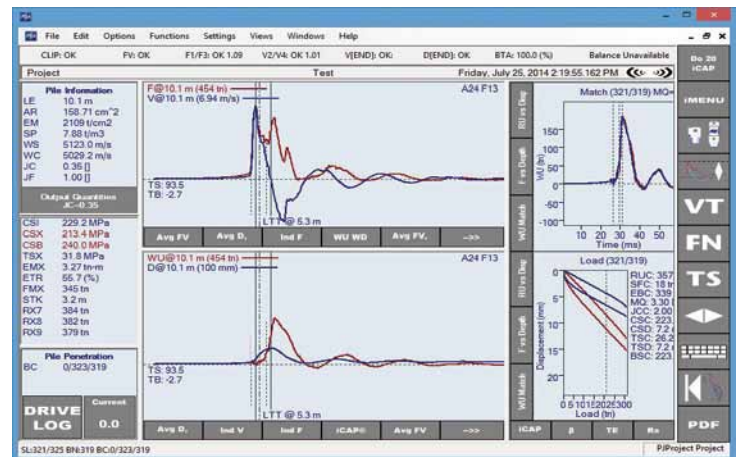 File Edit Options Functions Settings Views Windows Help
CLIP: OK FV: OK F1/F3: OK 1.09 V2/V4: OK 1.01 V[END]: OK: D[END]: OK BTA: 100.0 (%) Balance Unavailable
Project Test Friday, July 25, 2014 2:19:55.162 PM
Pile Information
LE 10.1 m
AR 158.71 cm^2
EM 2109 t/cm2
SP 7.88 t/m3
WS 5123.0 m/s
WC 5029.2 m/s
JC 0.35 []
JF 1.00 []
Output Quantities
JC=0.35
CSI 229.2 MPa
CSX 213.4 MPa
CSB 240.0 MPa
TSX 31.8 MPa
EMX 3.27 tn-m
ETR 55.7 (%)
FMX 345 tn
STK 3.2 m
RX7 384 tn
RX8 382 tn
RX9 379 tn
Pile Penetration
BC 0/323/319
DRIVE LOG
Current
0.0
F@10.1 m (454 tn)
V@10.1 m (6.94 m/s)
A24 F13
TS: 93.5
TB: -2.7
LTT @ 5.3 m
Avg FV Avg D, Ind F WU WD Avg FV, -->>
WU@10.1 m (454 tn)
D@10.1 m (100 mm)
A24 F13
TS: 93.5
TB: -2.7
LTT @ 5.3 m
Avg D, Ind V Ind F iCAP® Avg FV -->>
RU vs Dep
F vs Depth
WU Match
Match (321/319) MQ=
WU (tn)
150
100
50
0
-50
-100
10 20 30 40 50
Time (ms)
RU vs Dep
F vs Depth
WU Match
Load (321/319)
Displacement (mm)
0
5
10
15
20
0 5 10152025300
Load (tn)
RUC: 357
SFC: 18 tn
EBC: 339
MQ: 3.30
JCC: 2.00
CSC: 223.
CSD: 7.2
TSC: 26.2
TSD: 7.2
BSC: 223
iCAP β TE Rs
Do 20
iCAP
iMENU
VT
FN
TS
PDF
SL:321/325 BN:319 BC:0/323/319
PJProject Project